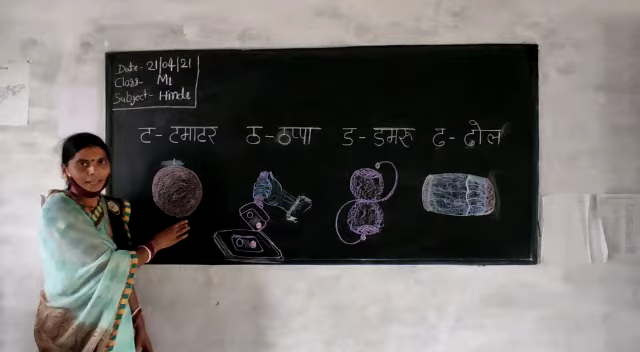 Date- 21/04/21
Class- M1
Subject- Hindi
ट- टमाटर ठ-ठप्पा ड- डमरू ढ- ढोल